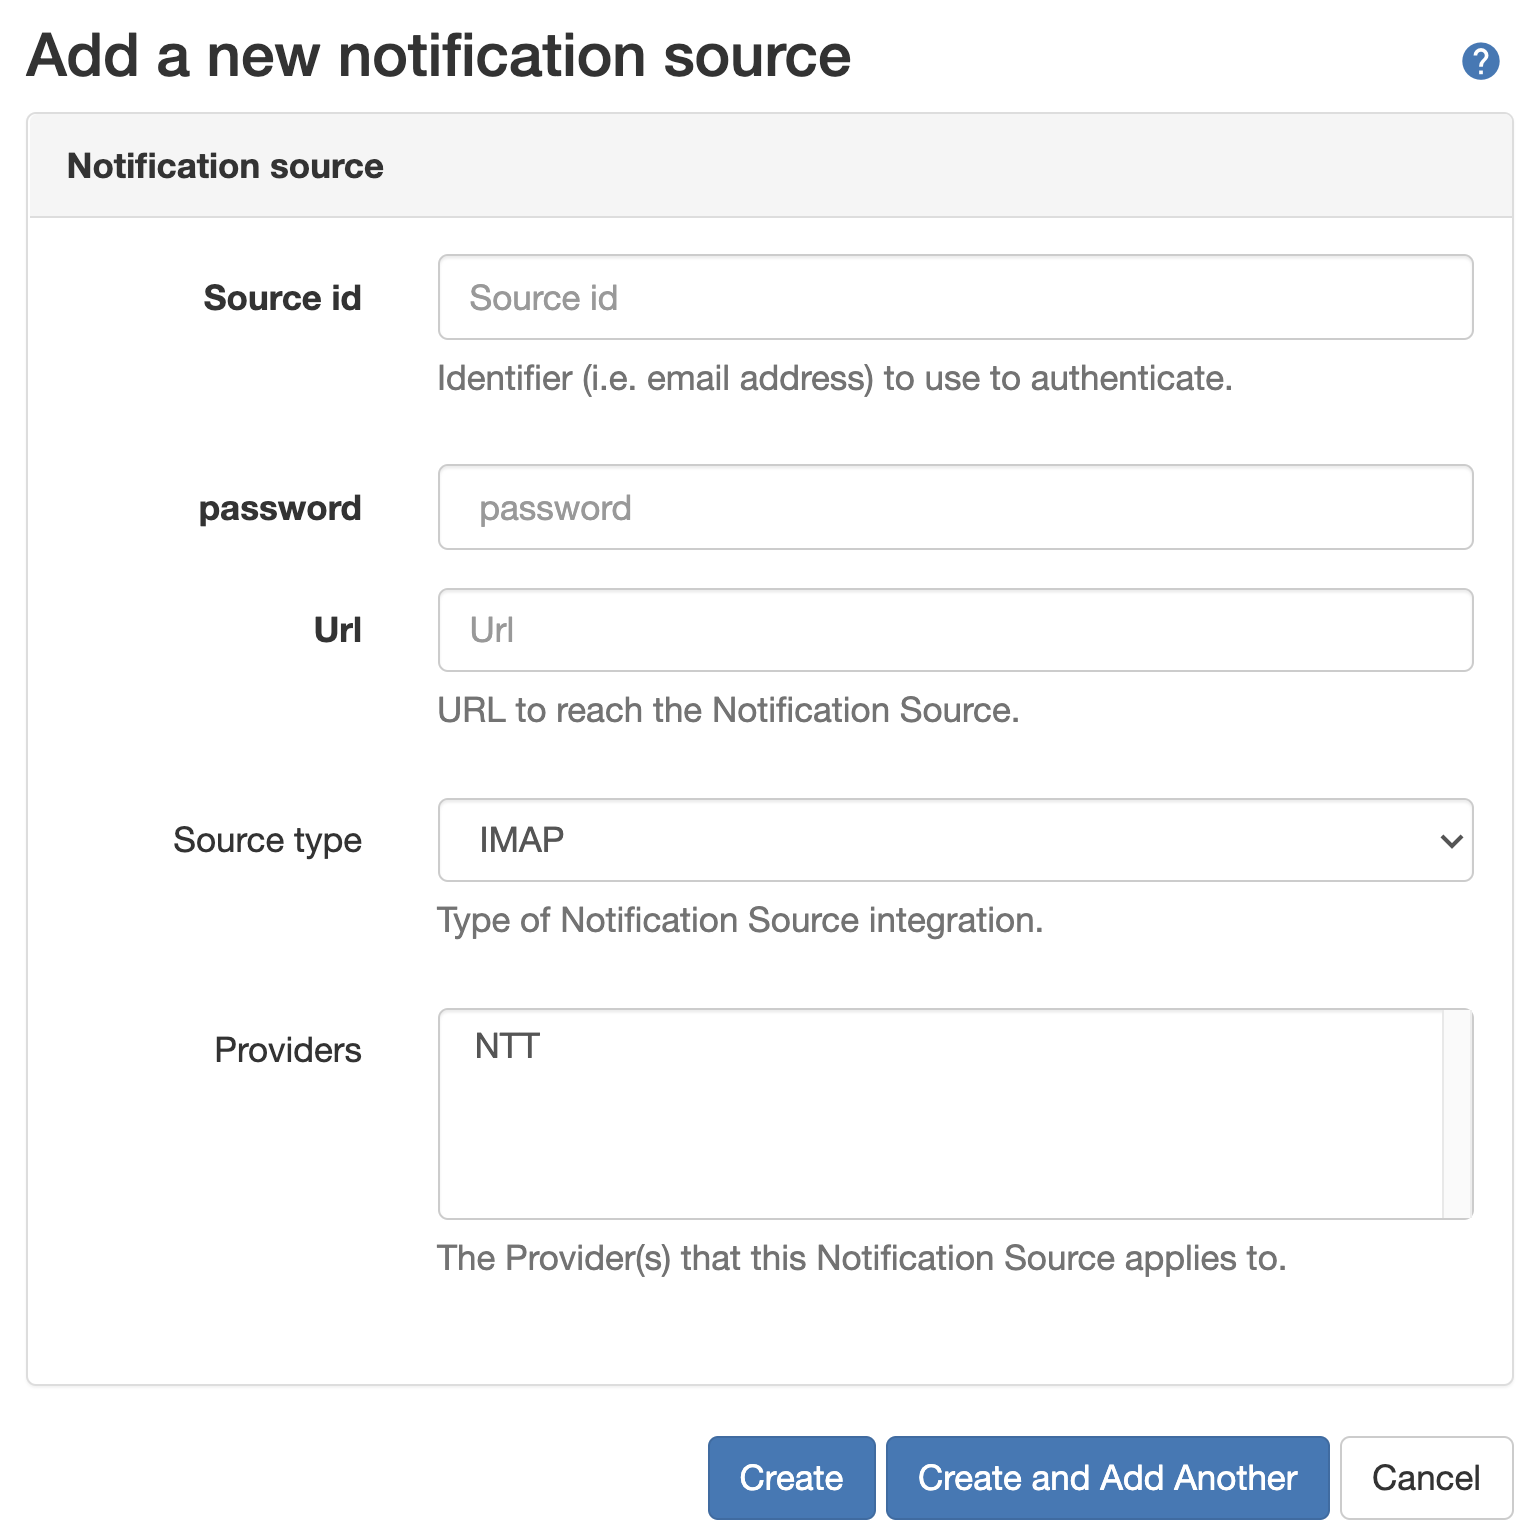 Add a new notification source
?
Notification source
Source id
Source id
Identifier (i.e. email address) to use to authenticate.
password
password
Url
Url
URL to reach the Notification Source.
Source type
IMAP
Type of Notification Source integration.
Providers
NTT
The Provider(s) that this Notification Source applies to.
Create
Create and Add Another
Cancel